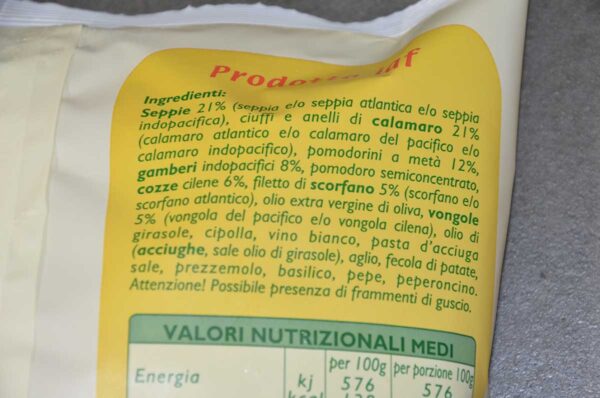 Prodotto
Ingredienti:
Seppie 21% (seppia e/o seppia atlantica e/o seppia
indopacifica), ciuffi e anelli di calamaro 21%
(calamaro atlantico e/o calamaro del pacifico e/o
calamaro indopacifico), pomodorini a metà 12%,
gamberi indopacifici 8%, pomodoro semiconcentrato,
cozze cilene 6%, filetto di scorfano 5% (scorfano e/o
scorfano atlantico), olio extra vergine di oliva, vongole
5% (vongola del pacifico e/o vongola cilena), olio di
girasole, cipolla, vino bianco, pasta d'acciuga
(acciughe, sale olio di girasole), aglio, fecola di patate,
sale, prezzemolo, basilico, pepe, peperoncino.
Attenzione! Possibile presenza di frammenti di guscio.
VALORI NUTRIZIONALI MEDI
per 100g per porzione 100g
Energia kj 576 576